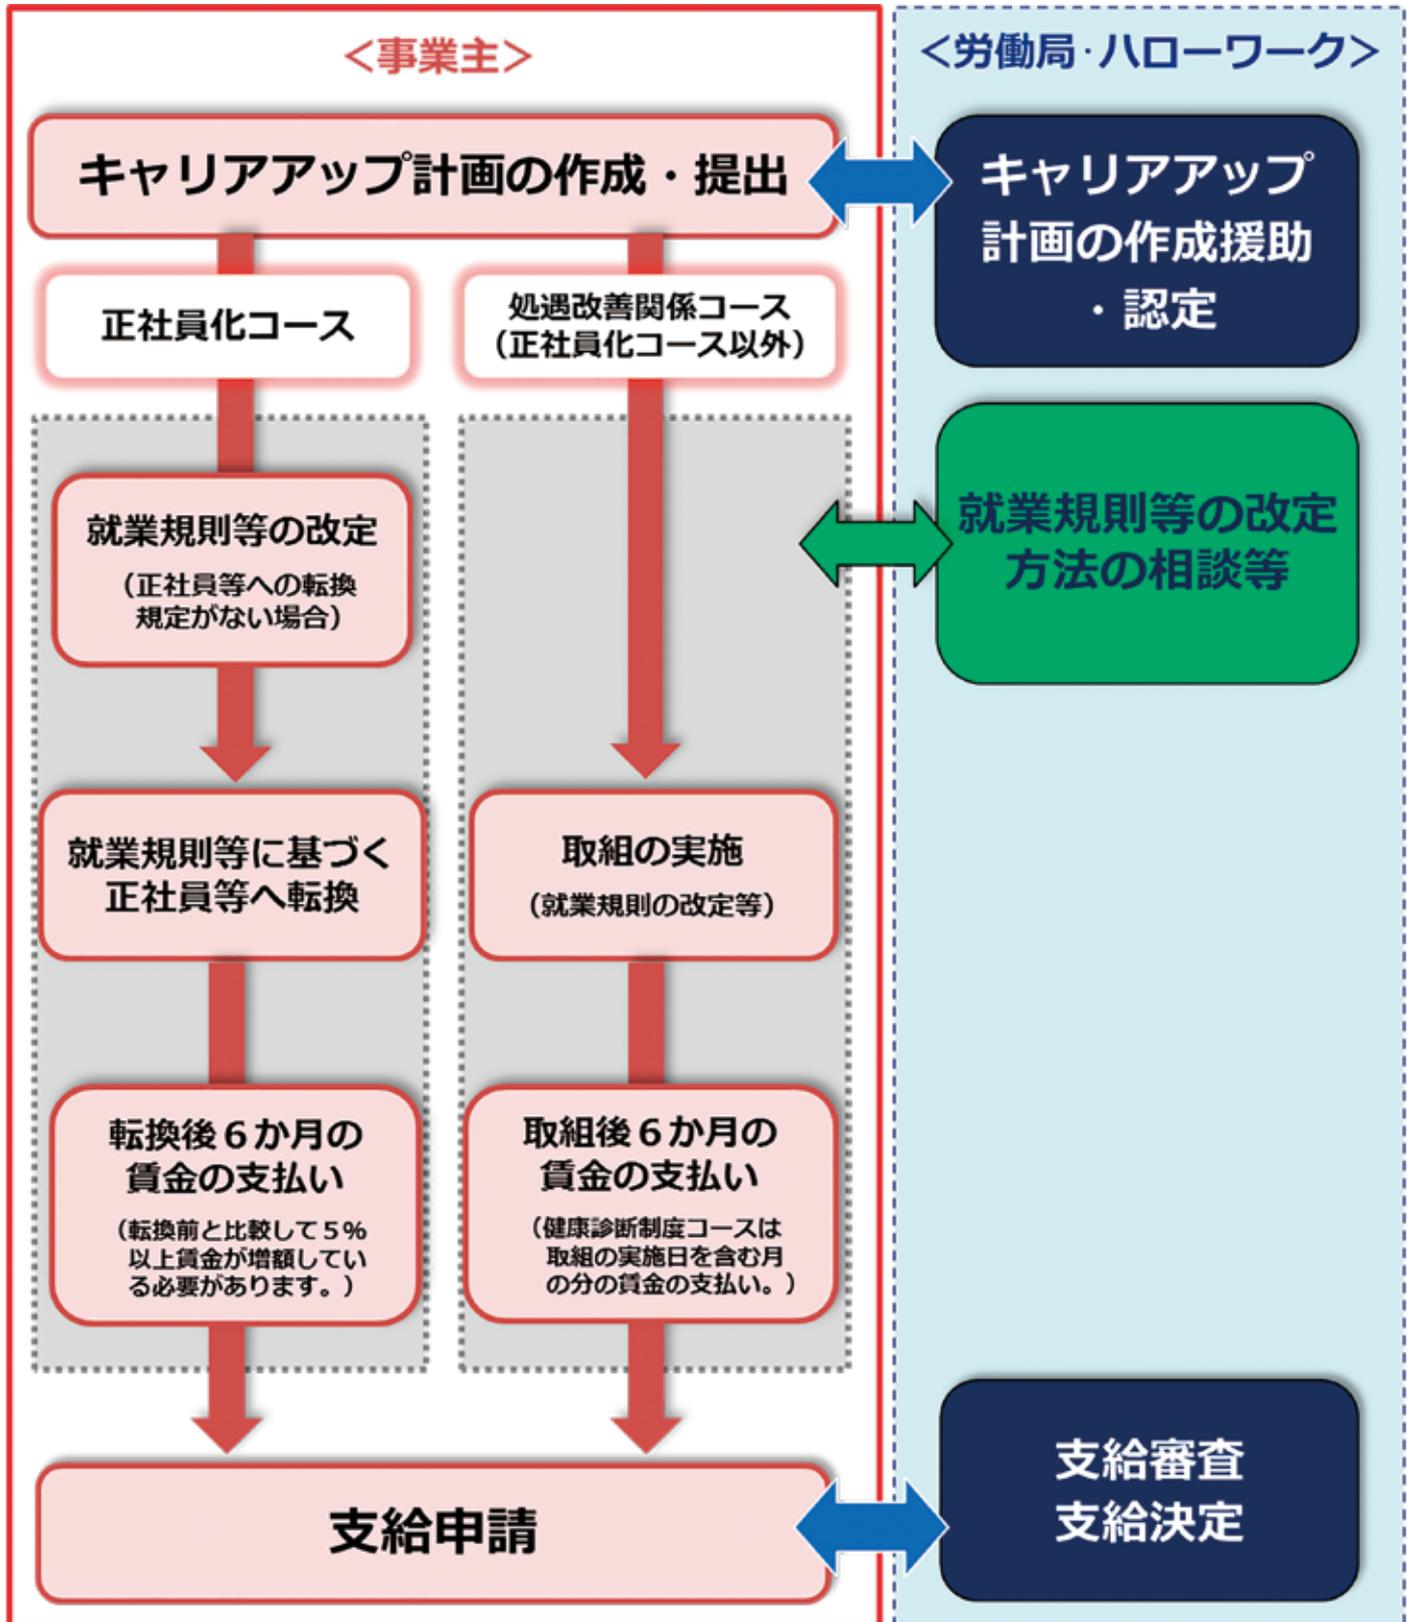 ＜事業主＞
キャリアアップ計画の作成・提出
正社員化コース
処遇改善関係コース
（正社員化コース以外）
就業規則等の改定
（正社員等への転換
規定がない場合）
就業規則等に基づく
正社員等へ転換
取組の実施
（就業規則の改定等）
転換後６か月の
賃金の支払い
（転換前と比較して５％
以上賃金が増額してい
る必要があります。）
取組後６か月の
賃金の支払い
（健康診断制度コースは
取組の実施日を含む月
の分の賃金の支払い。）
支給申請
＜労働局・ハローワーク＞
キャリアアップ
計画の作成援助
・認定
就業規則等の改定
方法の相談等
支給審査
支給決定